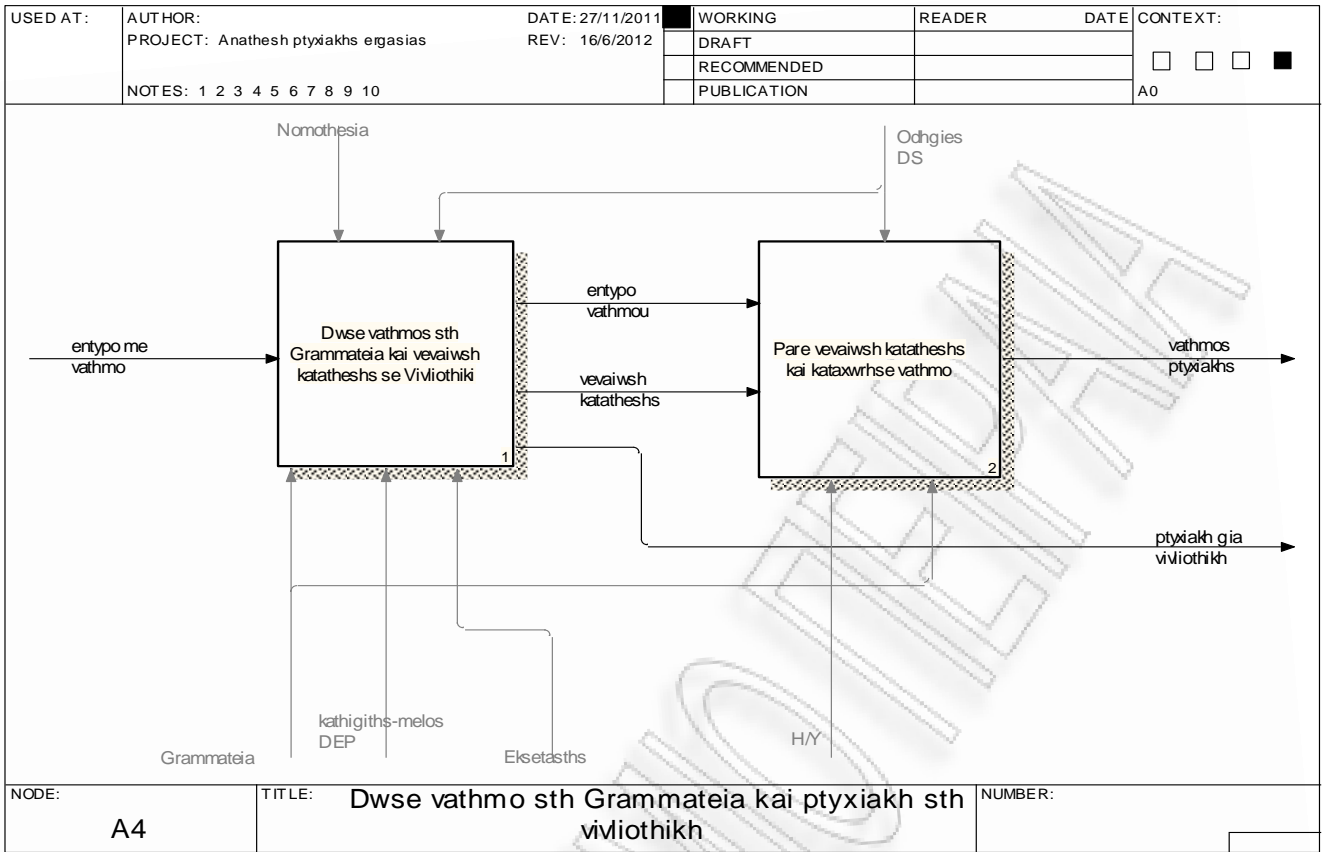 USED AT:
AUTHOR:
DATE: 27/11/2011
PROJECT: Anathesh ptyxiakhs ergasias
REV: 16/6/2012
NOTES: 1 2 3 4 5 6 7 8 9 10
WORKING
DRAFT
RECOMMENDED
PUBLICATION
READER
DATE
CONTEXT:
A0
Nomothesia
Odhgies
DS
entypo me
vathmo
Dwse vathmos sth
Grammateia kai vevaiwsh
katatheshs se Vivliothiki
1
entypo
vathmou
vevaiwsh
katatheshs
Pare vevaiwsh katatheshs
kai kataxwrhse vathmo
2
vathmos
ptyxiakhs
ptyxiakh gia
vivliothikh
Grammateia
kathigiths-melos
DEP
Eksetasths
H/Y
NODE:
A4
TITLE:
Dwse vathmo sth Grammateia kai ptyxiakh sth
vivliothikh
NUMBER: